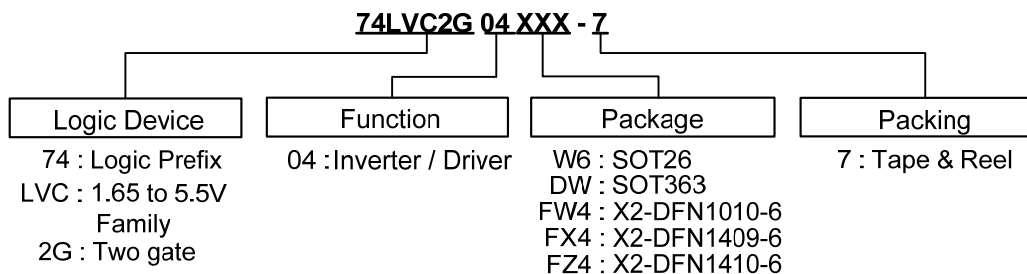 74LVC2G 04 XXX - 7
Logic Device
Function
Package
Packing
74 : Logic Prefix
LVC : 1.65 to 5.5V
Family
2G : Two gate
04 : Inverter / Driver
W6 : SOT26
DW : SOT363
FW4 : X2-DFN1010-6
FX4 : X2-DFN1409-6
FZ4 : X2-DFN1410-6
7 : Tape & Reel